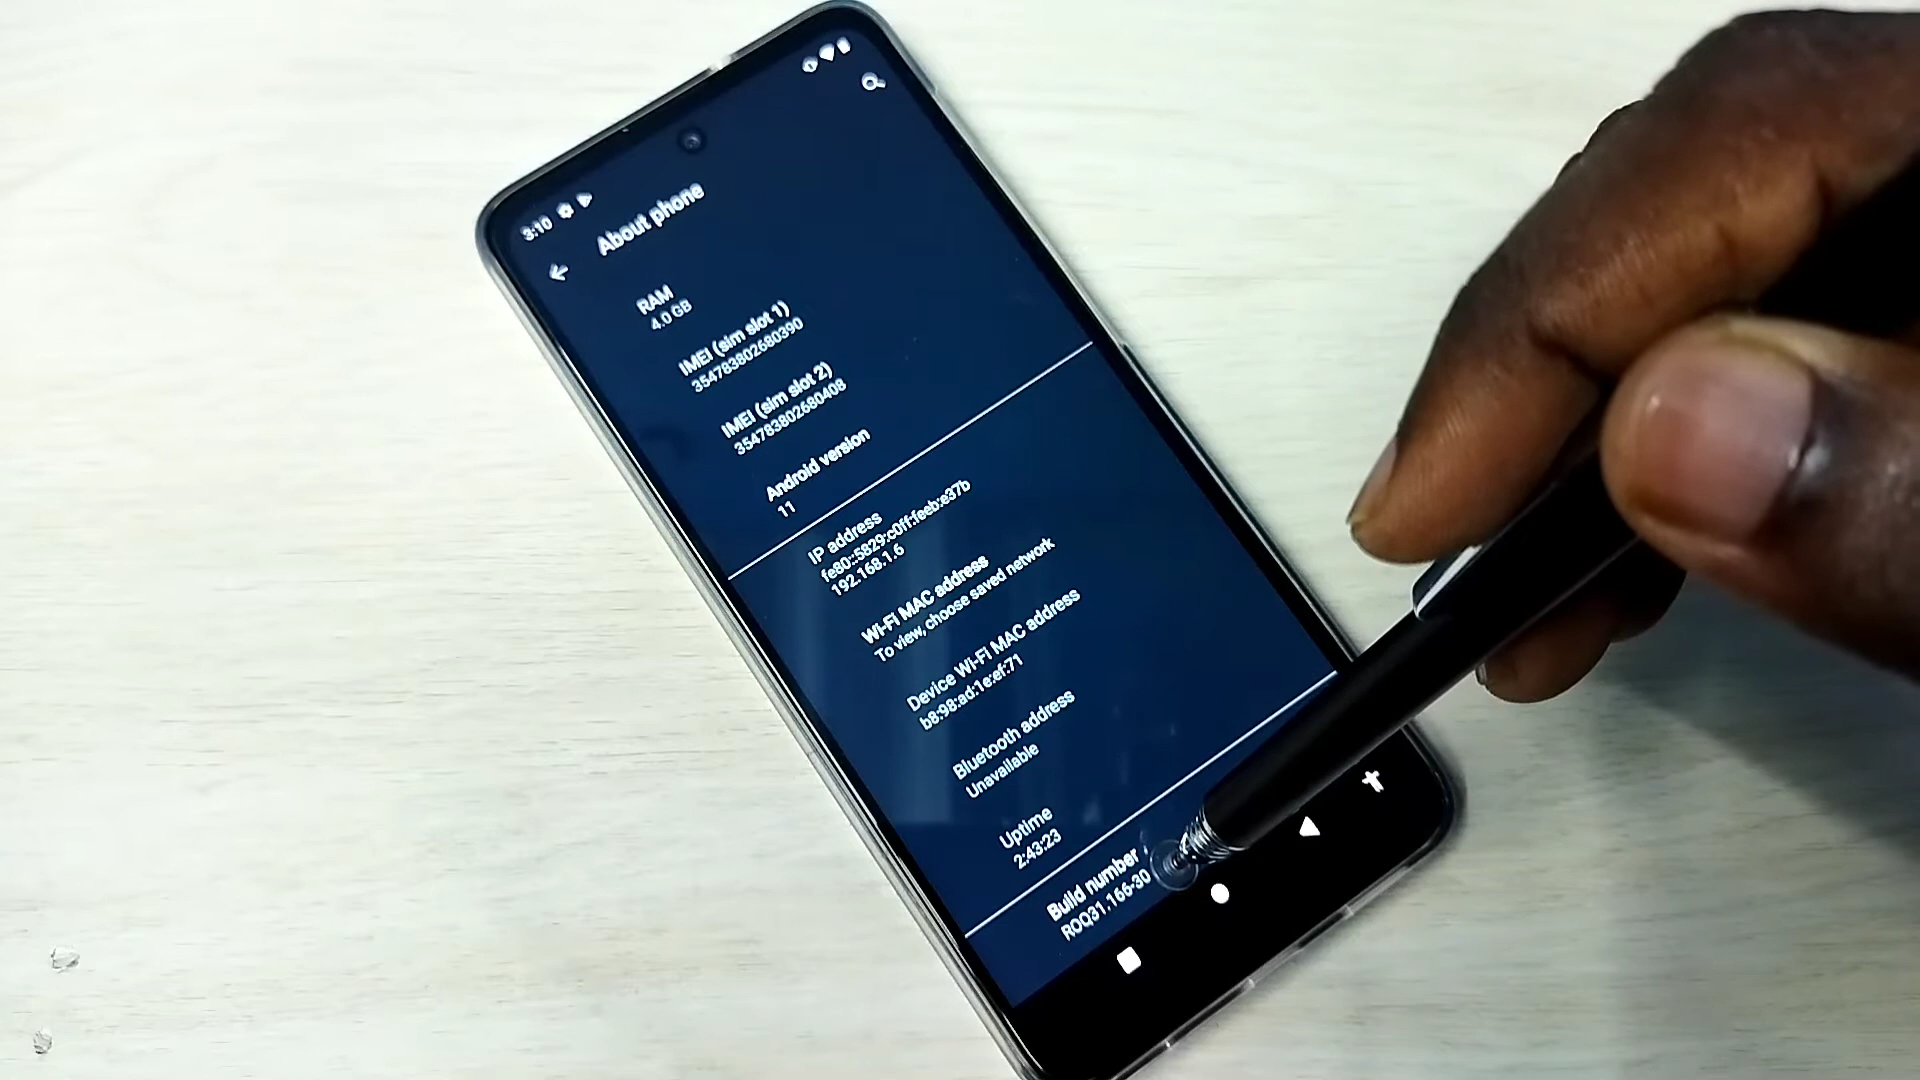 3:10
About phone
RAM
4.0 GB
IMEI (sim slot 1)
354783802680390
IMEI (sim slot 2)
354783802680408
Android version
11
IP address
fe80::5829:c0ff:feeb:e37b
192.168.1.6
Wi-Fi MAC address
To view, choose saved network
Device Wi-Fi MAC address
b8:98:ad:1e:ef:71
Bluetooth address
Unavailable
Uptime
2:43:23
Build number
R0Q31.166-30